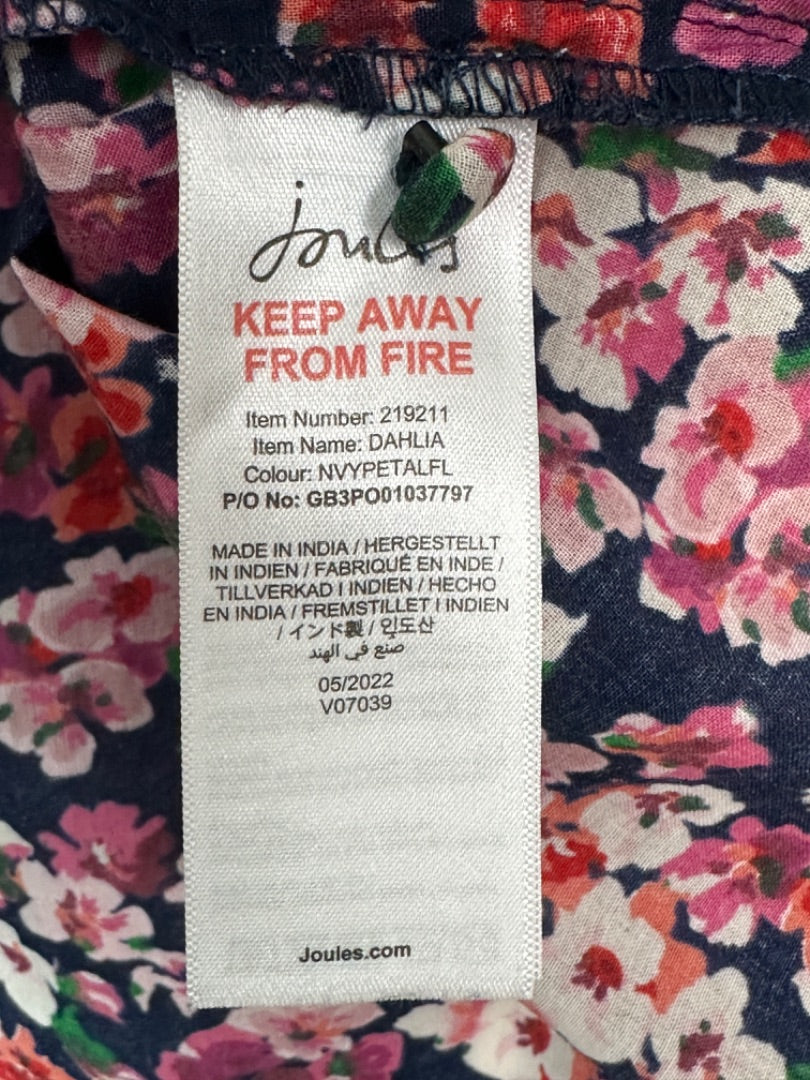 Joules
KEEP AWAY
FROM FIRE
Item Number: 219211
Item Name: DAHLIA
Colour: NVYPETALFL
P/O No: GB3PO01037797
MADE IN INDIA / HERGESTELLT
IN INDIEN / FABRIQUÉ EN INDE /
TILLVERKAD I INDIEN / HECHO
EN INDIA / FREMSTILLET I INDIEN
/ インド製 / 인도산
صنع في الهند
05/2022
V07039
Joules.com